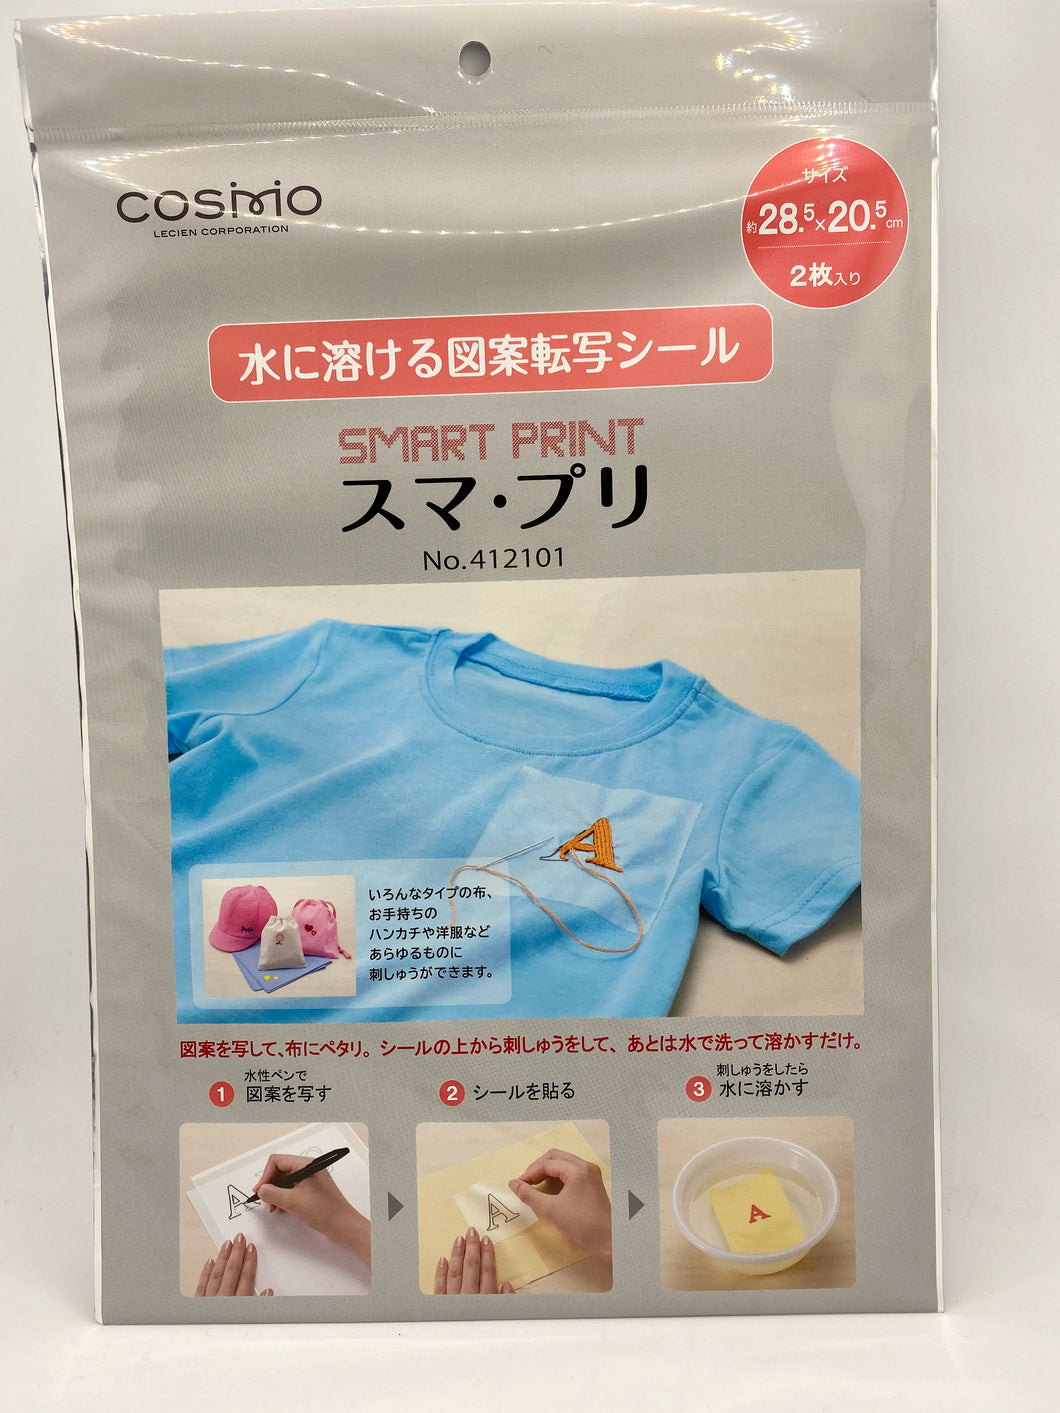 COSMO
LECIEN CORPORATION
サイズ
約28.5×20.5cm
2枚入り
水に溶ける図案転写シール
SMART PRINT
スマ・プリ
No.412101
A
いろんなタイプの布、
お手持ちの
ハンカチや洋服など
あらゆるものに
刺しゅうができます。
図案を写して、布にペタリ。シールの上から刺しゅうをして、あとは水で洗って溶かすだけ。
1 水性ペンで
図案を写す
2 シールを貼る
3 刺しゅうをしたら
水に溶かす
A
A
A